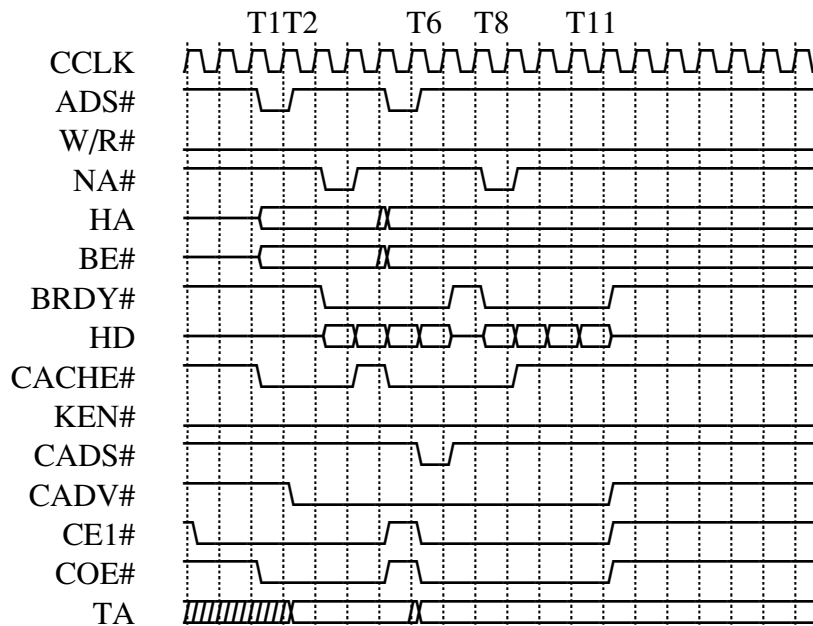 T1T2 T6 T8 T11
CCLK
ADS#
W/R#
NA#
HA
BE#
BRDY#
HD
CACHE#
KEN#
CADS#
CADV#
CE1#
COE#
TA